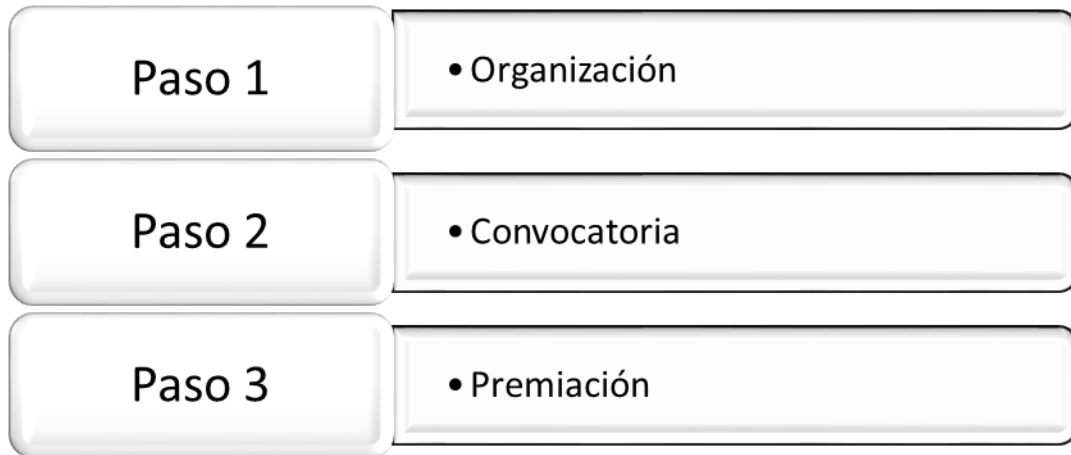 Paso 1
• Organización
Paso 2
• Convocatoria
Paso 3
• Premiación